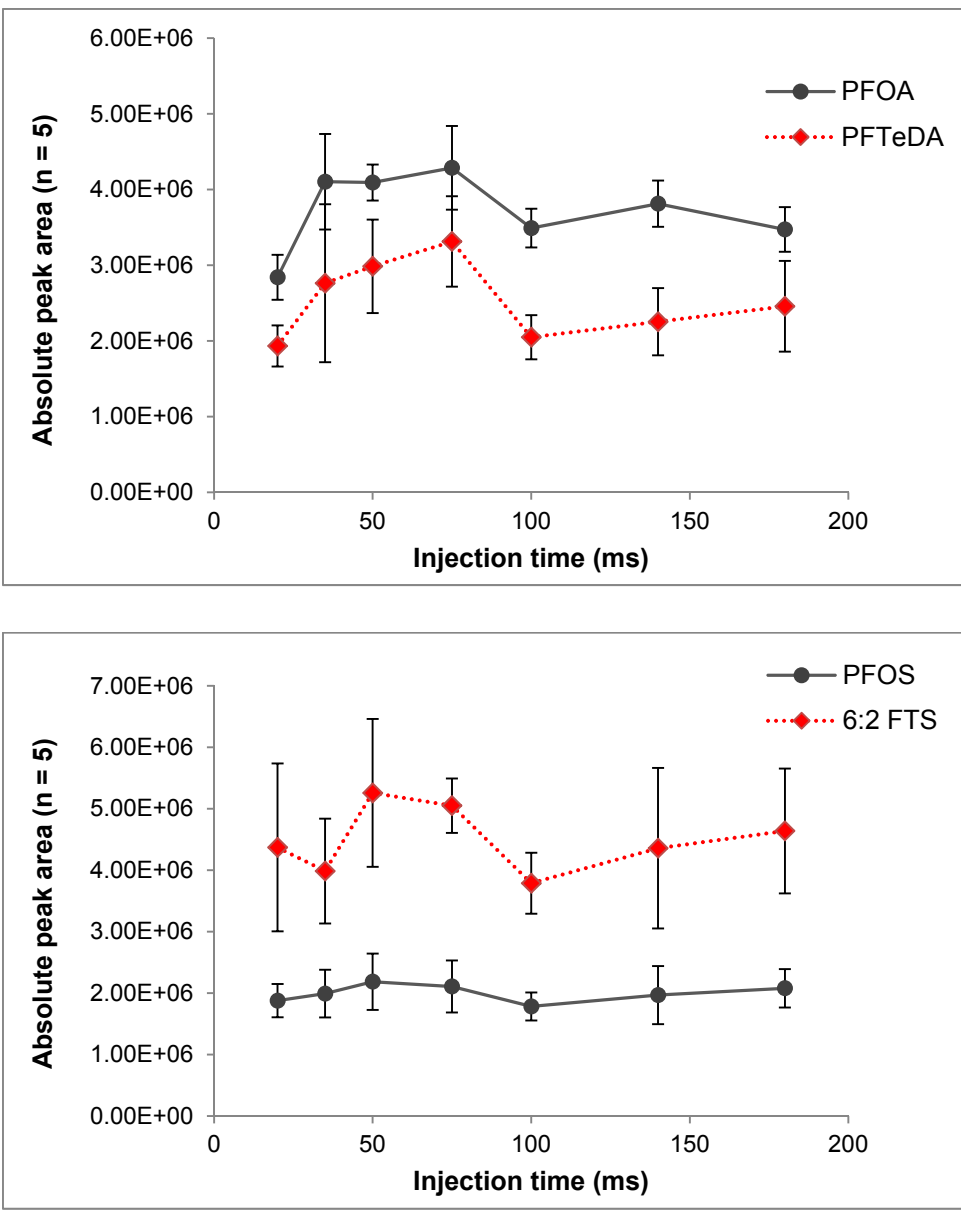 6.00E+06
5.00E+06
4.00E+06
3.00E+06
2.00E+06
1.00E+06
0.00E+00
Absolute peak area (n = 5)
PFOA
PFTeDA
0 50 100 150 200
Injection time (ms)
7.00E+06
6.00E+06
5.00E+06
4.00E+06
3.00E+06
2.00E+06
1.00E+06
0.00E+00
Absolute peak area (n = 5)
PFOS
6:2 FTS
0 50 100 150 200
Injection time (ms)